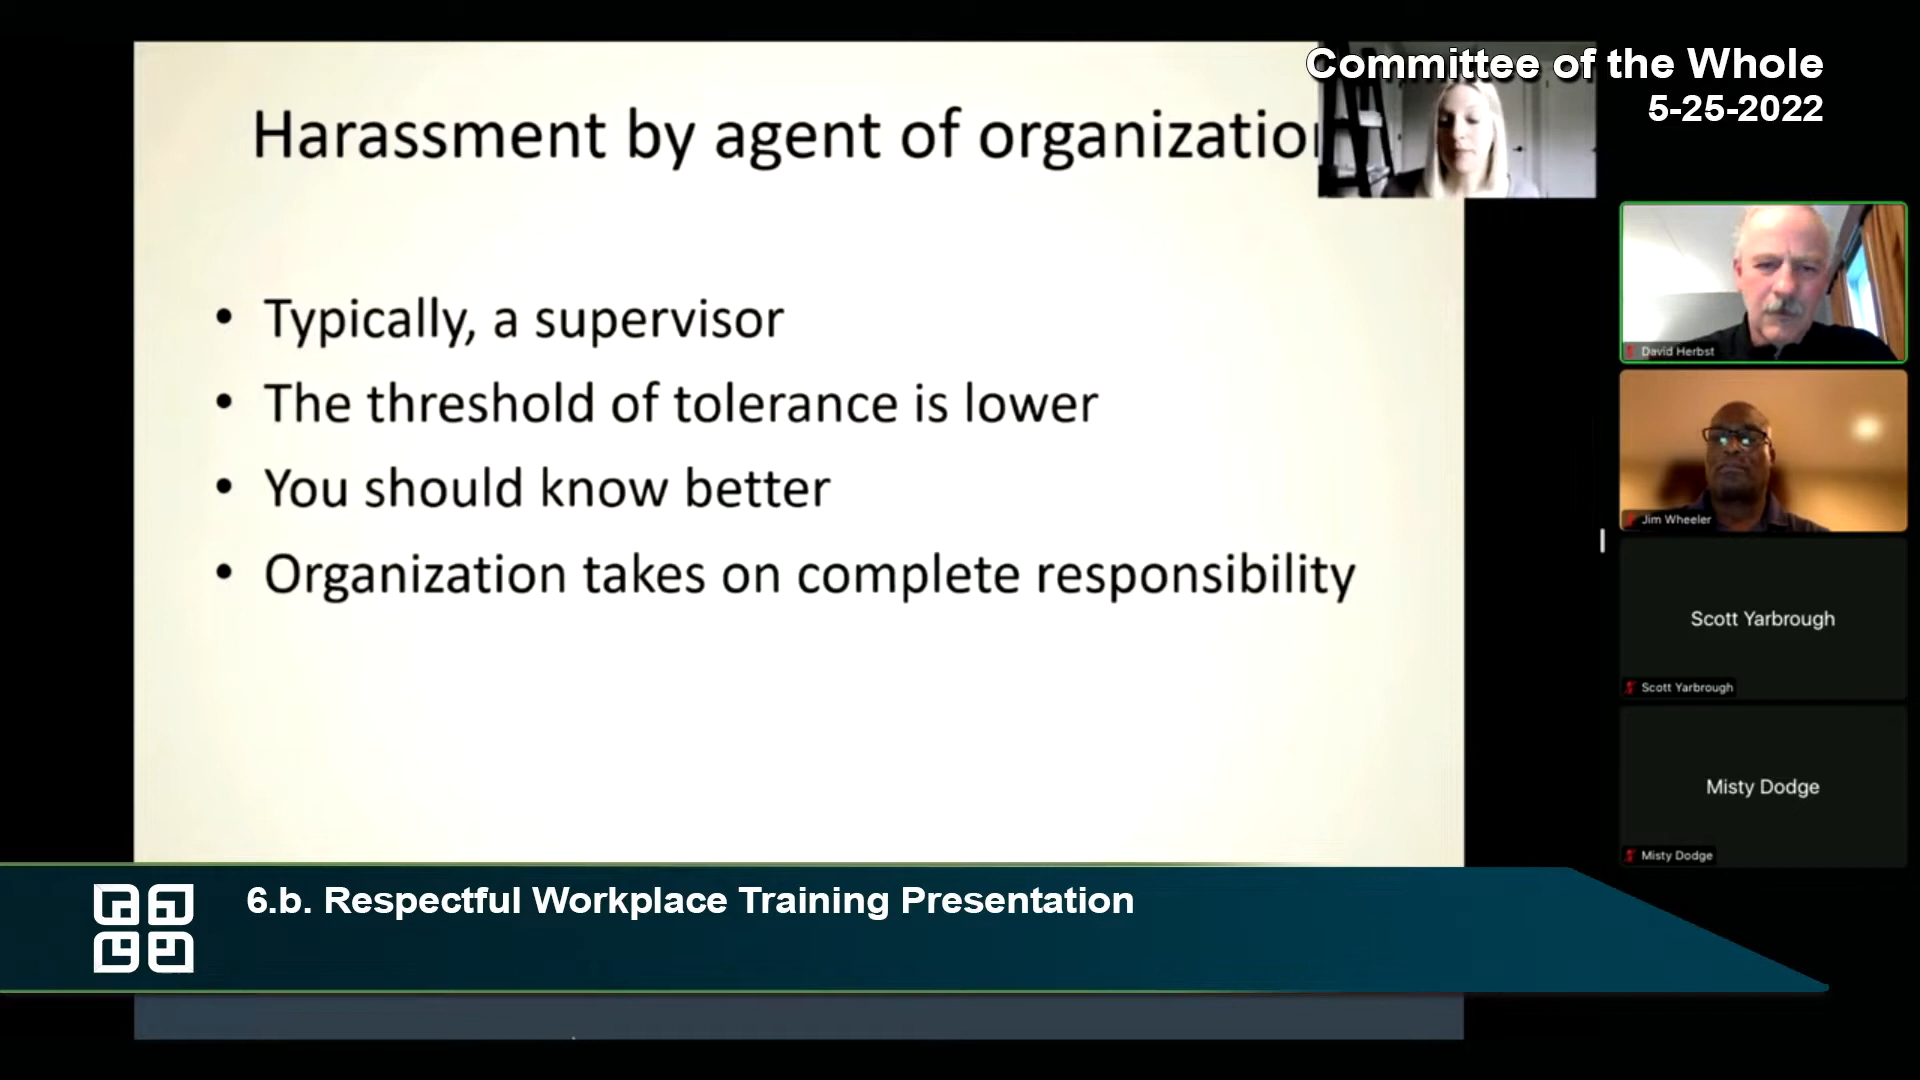 Committee of the Whole
5-25-2022
Harassment by agent of organization
• Typically, a supervisor
• The threshold of tolerance is lower
• You should know better
• Organization takes on complete responsibility
David Herbst
Jim Wheeler
Scott Yarbrough
Scott Yarbrough
Misty Dodge
Misty Dodge
6.b. Respectful Workplace Training Presentation